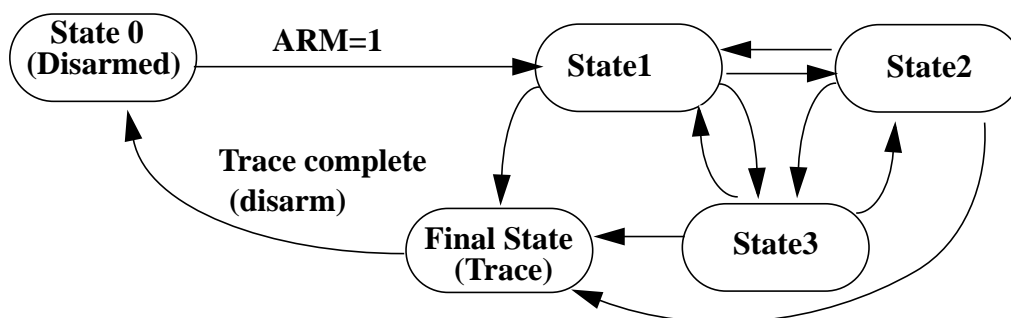 State 0
(Disarmed)
ARM=1
State1
State2
Trace complete
(disarm)
Final State
(Trace)
State3